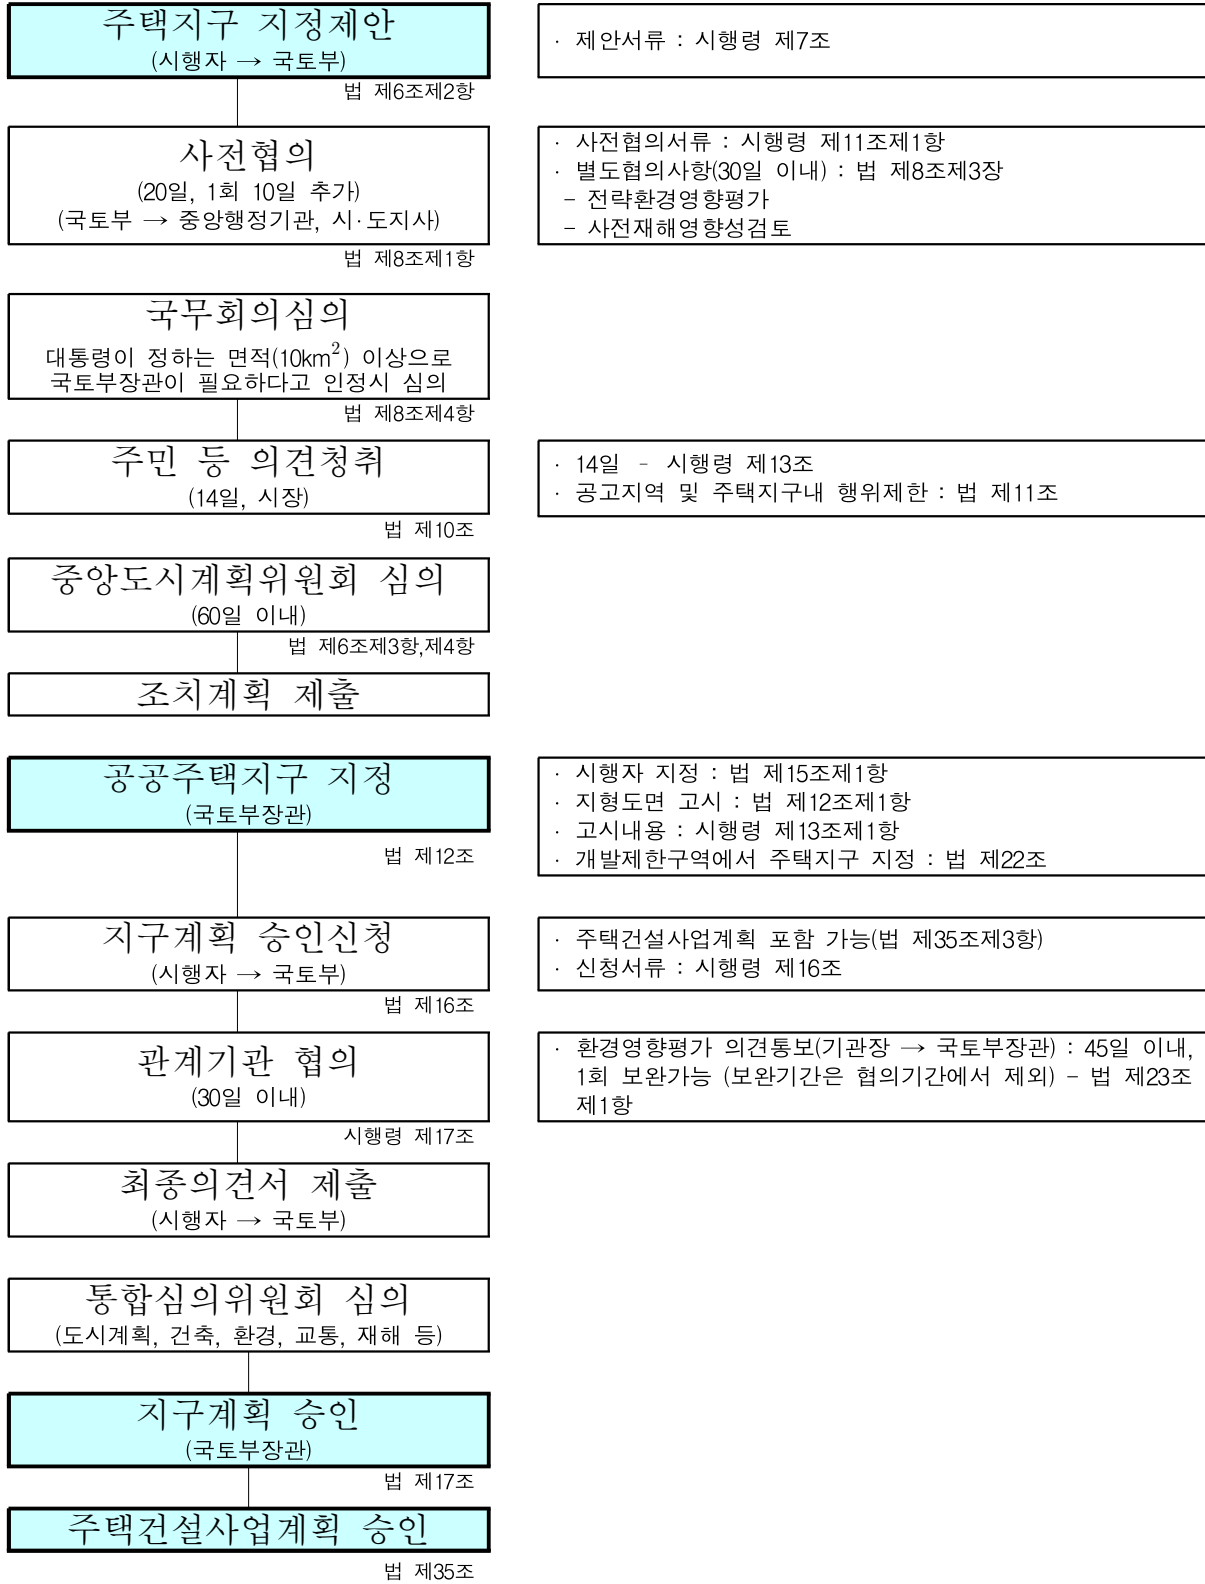 주택지구 지정제안
(시행자 → 국토부)
· 제안서류 : 시행령 제7조
법 제6조제2항
사전협의
(20일, 1회 10일 추가)
(국토부 → 중앙행정기관, 시·도지사)
· 사전협의서류 : 시행령 제11조제1항
· 별도협의사항(30일 이내) : 법 제8조제3장
- 전략환경영향평가
- 사전재해영향성검토
법 제8조제1항
국무회의심의
대통령이 정하는 면적(10km²) 이상으로
국토부장관이 필요하다고 인정시 심의
법 제8조제4항
주민 등 의견청취
(14일, 시장)
· 14일 - 시행령 제13조
· 공고지역 및 주택지구내 행위제한 : 법 제11조
법 제10조
중앙도시계획위원회 심의
(60일 이내)
법 제6조제3항,제4항
조치계획 제출
공공주택지구 지정
(국토부장관)
· 시행자 지정 : 법 제15조제1항
· 지형도면 고시 : 법 제12조제1항
· 고시내용 : 시행령 제13조제1항
· 개발제한구역에서 주택지구 지정 : 법 제22조
법 제12조
지구계획 승인신청
(시행자 → 국토부)
· 주택건설사업계획 포함 가능(법 제35조제3항)
· 신청서류 : 시행령 제16조
법 제16조
관계기관 협의
(30일 이내)
· 환경영향평가 의견통보(기관장 → 국토부장관) : 45일 이내,
1회 보완가능 (보완기간은 협의기간에서 제외) - 법 제23조
제1항
시행령 제17조
최종의견서 제출
(시행자 → 국토부)
통합심의위원회 심의
(도시계획, 건축, 환경, 교통, 재해 등)
지구계획 승인
(국토부장관)
법 제17조
주택건설사업계획 승인
법 제35조